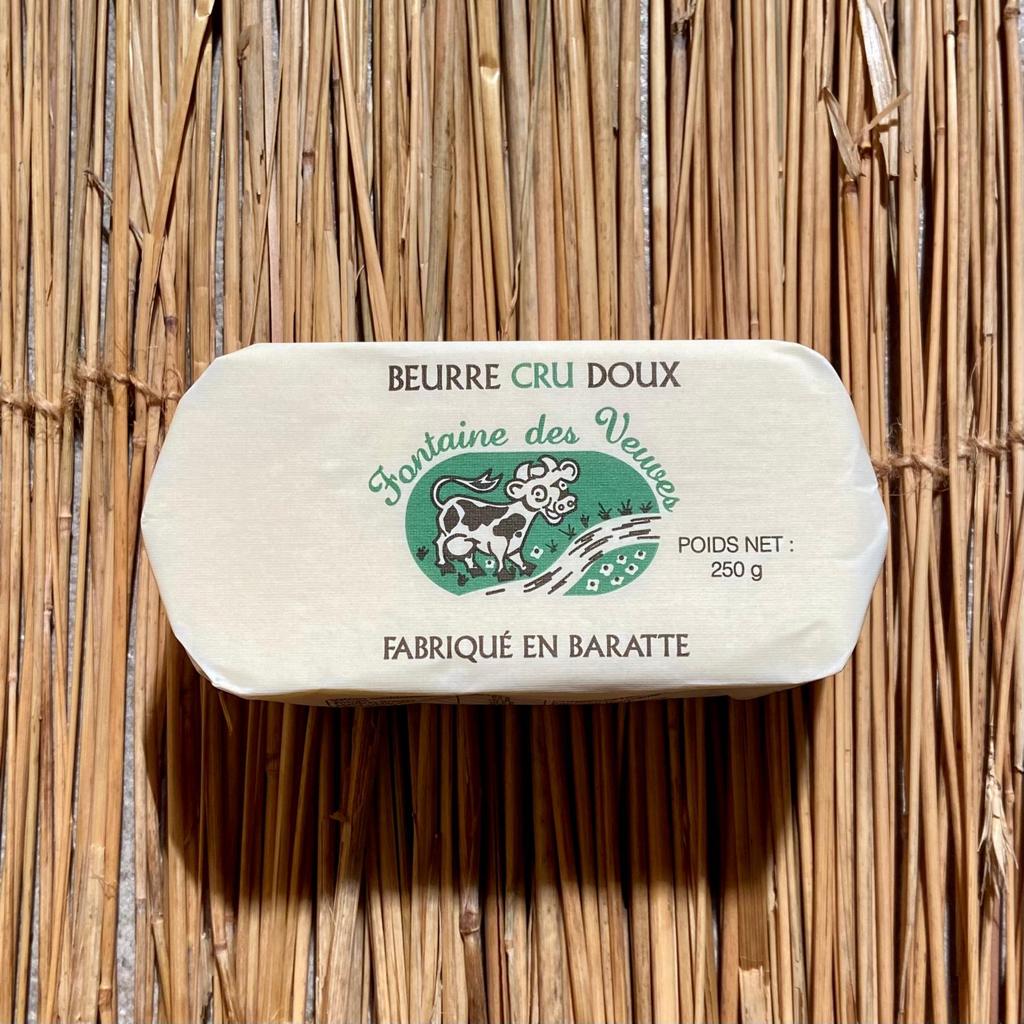 BEURRE CRU DOUX
Fontaine des Veuves
POIDS NET :
250 g
FABRIQUÉ EN BARATTE